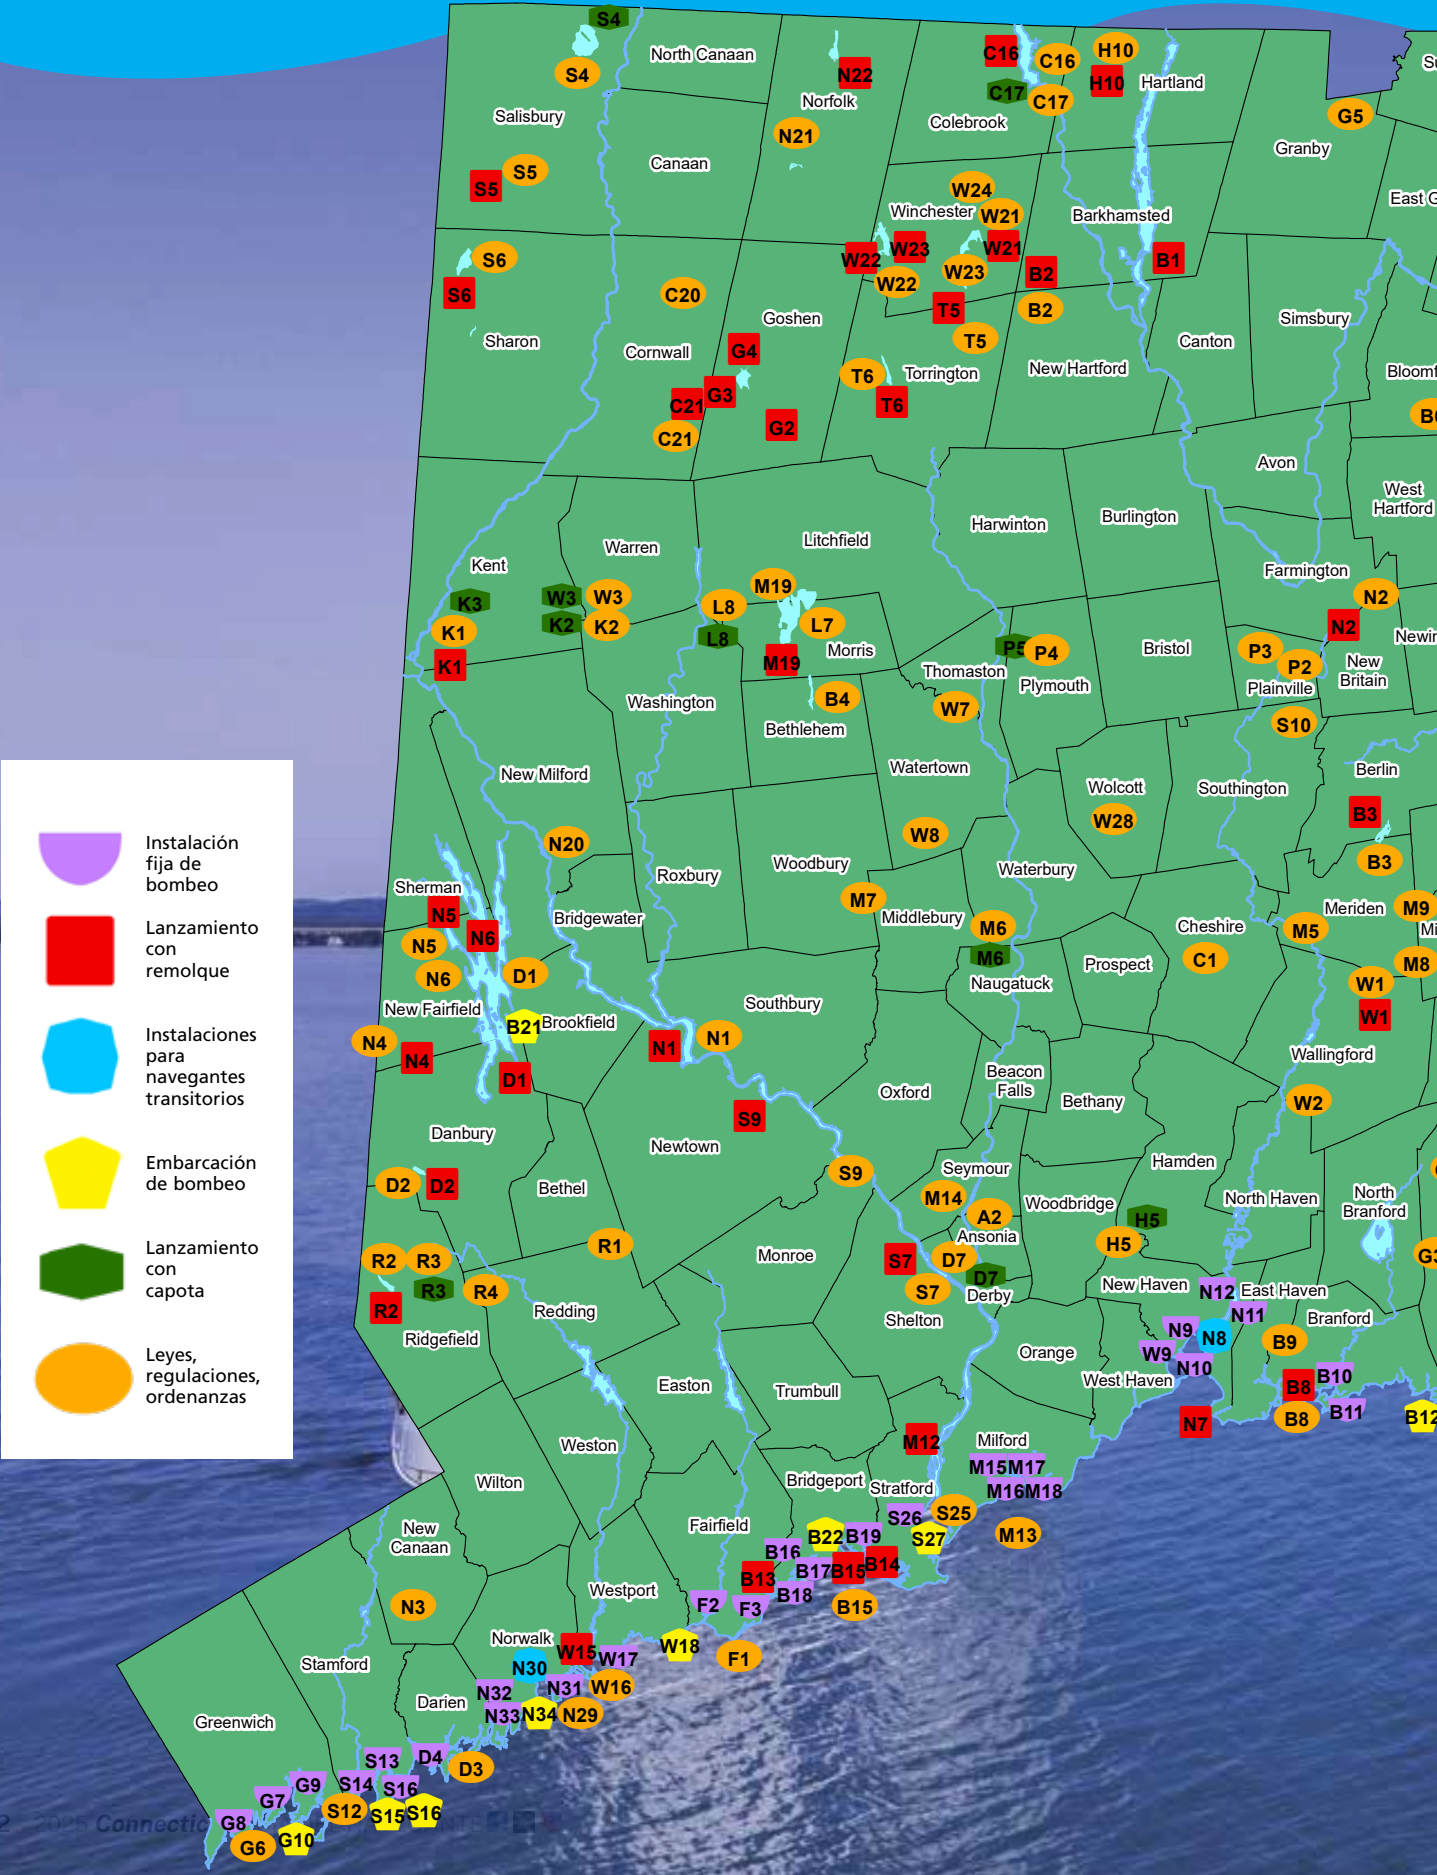 S4
North Canaan
C16
H10
C16
Su
S4
N22
H10
Hartland
C17
Norfolk
C17
G5
Salisbury
N21
Colebrook
Granby
Canaan
S5
S5
W24
East G
Winchester
W21
Barkhamsted
W23
W21
S6
W22
B1
W23
B2
W22
S6
C20
T5
B2
Goshen
Simsbury
Sharon
Cornwall
G4
T5
Canton
New Hartford
T6
Torrington
Bloomf
G3
C21
T6
G2
B6
C21
Avon
West
Hartford
Harwinton
Burlington
Litchfield
Warren
Kent
Farmington
M19
K3
W3
W3
N2
L8
K2
K2
L7
N2
K1
L8
Newin
P5
P4
P3
Morris
Bristol
K1
M19
P2
New
Britain
Thomaston
Plymouth
Plainville
Washington
B4
W7
S10
Bethlehem
New Milford
Watertown
Berlin
Wolcott
Southington
B3
W28
N20
W8
Instalación
fija de
bombeo
Woodbury
B3
Waterbury
Roxbury
Sherman
M7
N5
Bridgewater
Middlebury
Meriden
M9
M6
Cheshire
M5
Mi
Lanzamiento
con
remolque
N6
N5
M6
C1
M8
N6
D1
Prospect
Naugatuck
W1
New Fairfield
Southbury
W1
B21
Brookfield
N4
N1
N1
Instalaciones
para
navegantes
transitorios
N4
Wallingford
D1
Beacon
Falls
Oxford
Bethany
W2
S9
Danbury
Newtown
Embarcación
de bombeo
Hamden
Seymour
S9
D2
D2
Bethel
M14
Woodbridge
North Haven
North
Branford
A2
H5
Ansonia
R1
H5
Lanzamiento
con
capota
Monroe
R2
R3
S7
D7
G3
D7
New Haven
N12
East Haven
R3
R4
S7
Derby
R2
Redding
Shelton
N11
Branford
N9
N8
Ridgefield
B9
Leyes,
regulaciones,
ordenanzas
Orange
W9
N10
West Haven
B10
Easton
Trumbull
B8
B11
B12
N7
B8
M12
Milford
Weston
M15
M17
Wilton
Bridgeport
Stratford
M16
M18
S26
S25
New
Canaan
Fairfield
B22
B19
S27
M13
B16
B14
B17
B15
B13
Westport
B18
N3
F2
F3
B15
Norwalk
W18
W15
W17
F1
Stamford
N30
N31
W16
N32
Darien
N33
N34
N29
Greenwich
S13
D4
D3
G9
S14
S16
G7
S12
S15
S16
G8
2 2025 Connectic
G10
G6